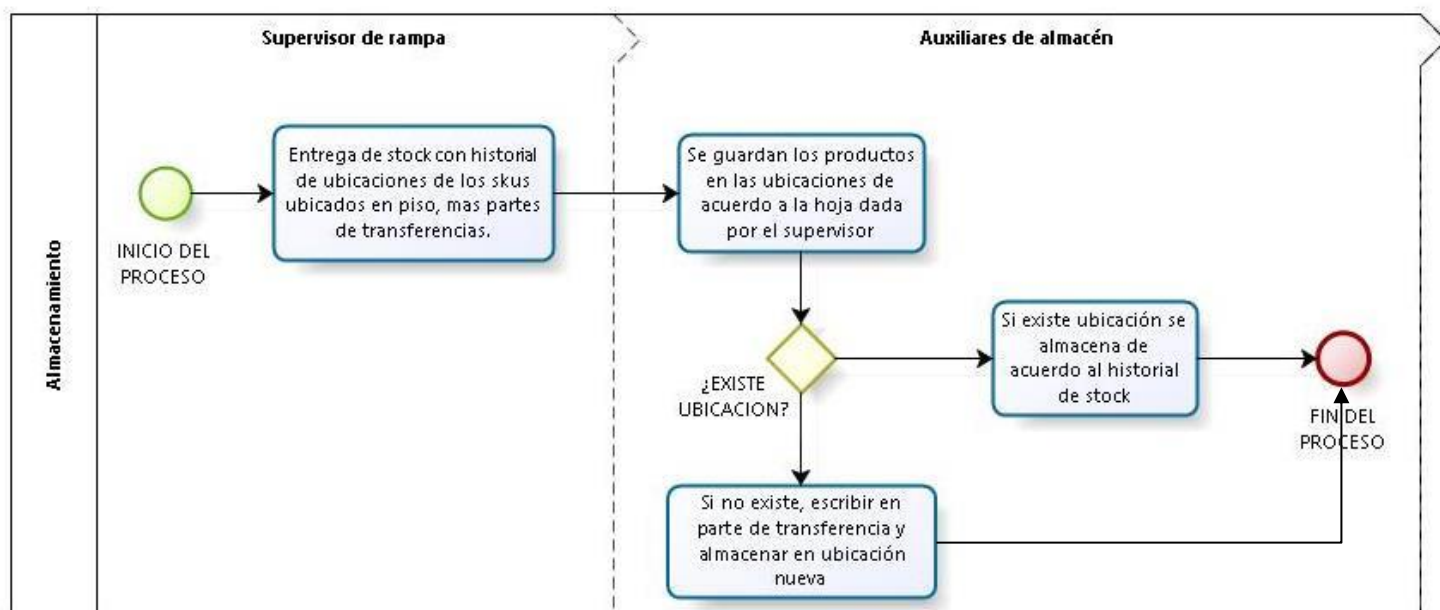 Almacenamiento
Supervisor de rampa
Auxiliares de almacén
INICIO DEL
PROCESO
Entrega de stock con historial
de ubicaciones de los skus
ubicados en piso, mas partes
de transferencias.
Se guardan los productos
en las ubicaciones de
acuerdo a la hoja dada
por el supervisor
¿EXISTE
UBICACION?
Si existe ubicación se
almacena de
acuerdo al historial
de stock
Si no existe, escribir en
parte de transferencia y
almacenar en ubicación
nueva
FIN DEL
PROCESO